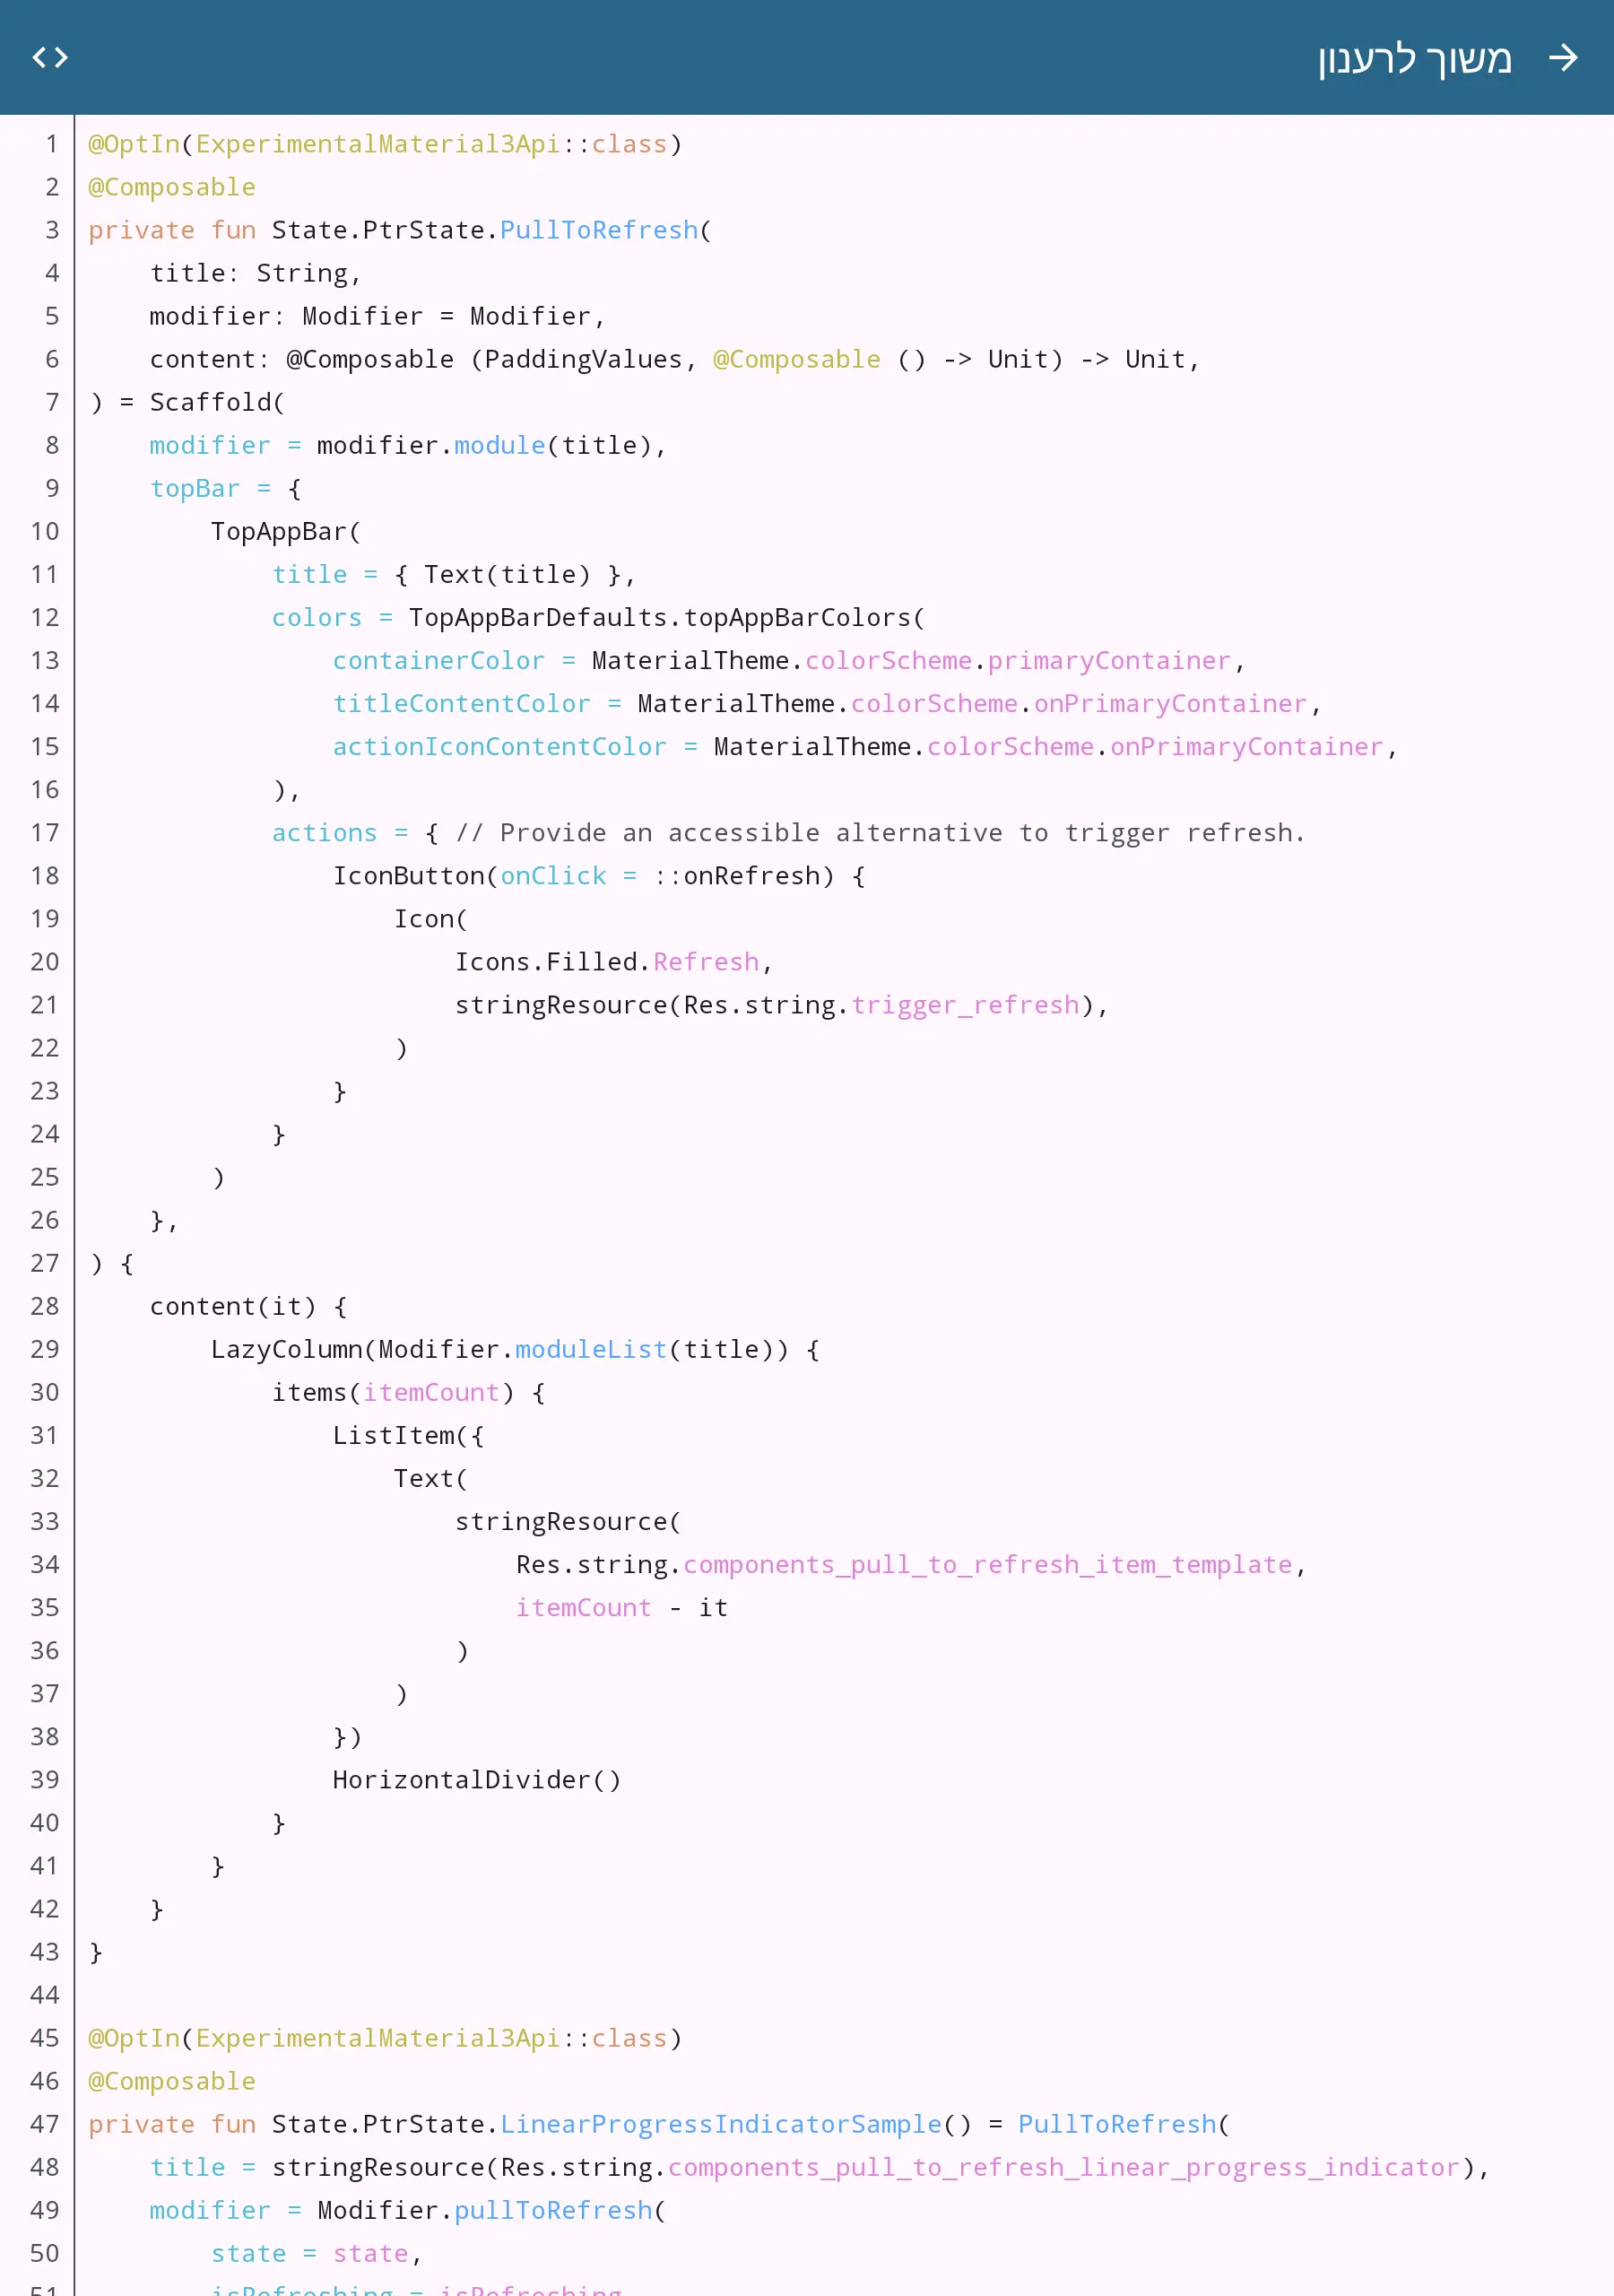 משוך לרענון
1 @OptIn(ExperimentalMaterial3Api::class)
2 @Composable
3 private fun State.PtrState.PullToRefresh(
4     title: String,
5     modifier: Modifier = Modifier,
6     content: @Composable (PaddingValues, @Composable () -> Unit) -> Unit,
7 ) = Scaffold(
8     modifier = modifier.module(title),
9     topBar = {
10         TopAppBar(
11             title = { Text(title) },
12             colors = TopAppBarDefaults.topAppBarColors(
13                 containerColor = MaterialTheme.colorScheme.primaryContainer,
14                 titleContentColor = MaterialTheme.colorScheme.onPrimaryContainer,
15                 actionIconContentColor = MaterialTheme.colorScheme.onPrimaryContainer,
16             ),
17             actions = { // Provide an accessible alternative to trigger refresh.
18                 IconButton(onClick = ::onRefresh) {
19                     Icon(
20                         Icons.Filled.Refresh,
21                         stringResource(Res.string.trigger_refresh),
22                     )
23                 }
24             }
25         )
26     },
27 ) {
28     content(it) {
29         LazyColumn(Modifier.moduleList(title)) {
30             items(itemCount) {
31                 ListItem({
32                     Text(
33                         stringResource(
34                             Res.string.components_pull_to_refresh_item_template,
35                             itemCount - it
36                         )
37                     )
38                 })
39                 HorizontalDivider()
40             }
41         }
42     }
43 }
44
45 @OptIn(ExperimentalMaterial3Api::class)
46 @Composable
47 private fun State.PtrState.LinearProgressIndicatorSample() = PullToRefresh(
48     title = stringResource(Res.string.components_pull_to_refresh_linear_progress_indicator),
49     modifier = Modifier.pullToRefresh(
50         state = state,
51         isRefreshing = isRefreshing